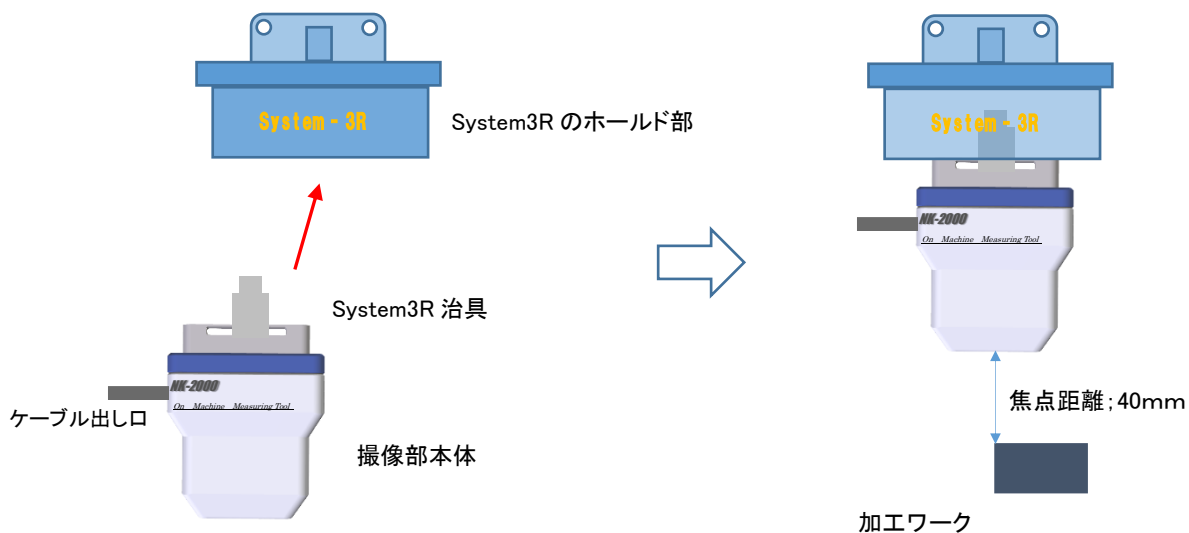 System - 3R
System3R のホールド部
System3R 治具
NK-2000
On Machine Measuring Tool
ケーブル出し口
撮像部本体
System - 3R
NK-2000
On Machine Measuring Tool
焦点距離；40ｍｍ
加工ワーク